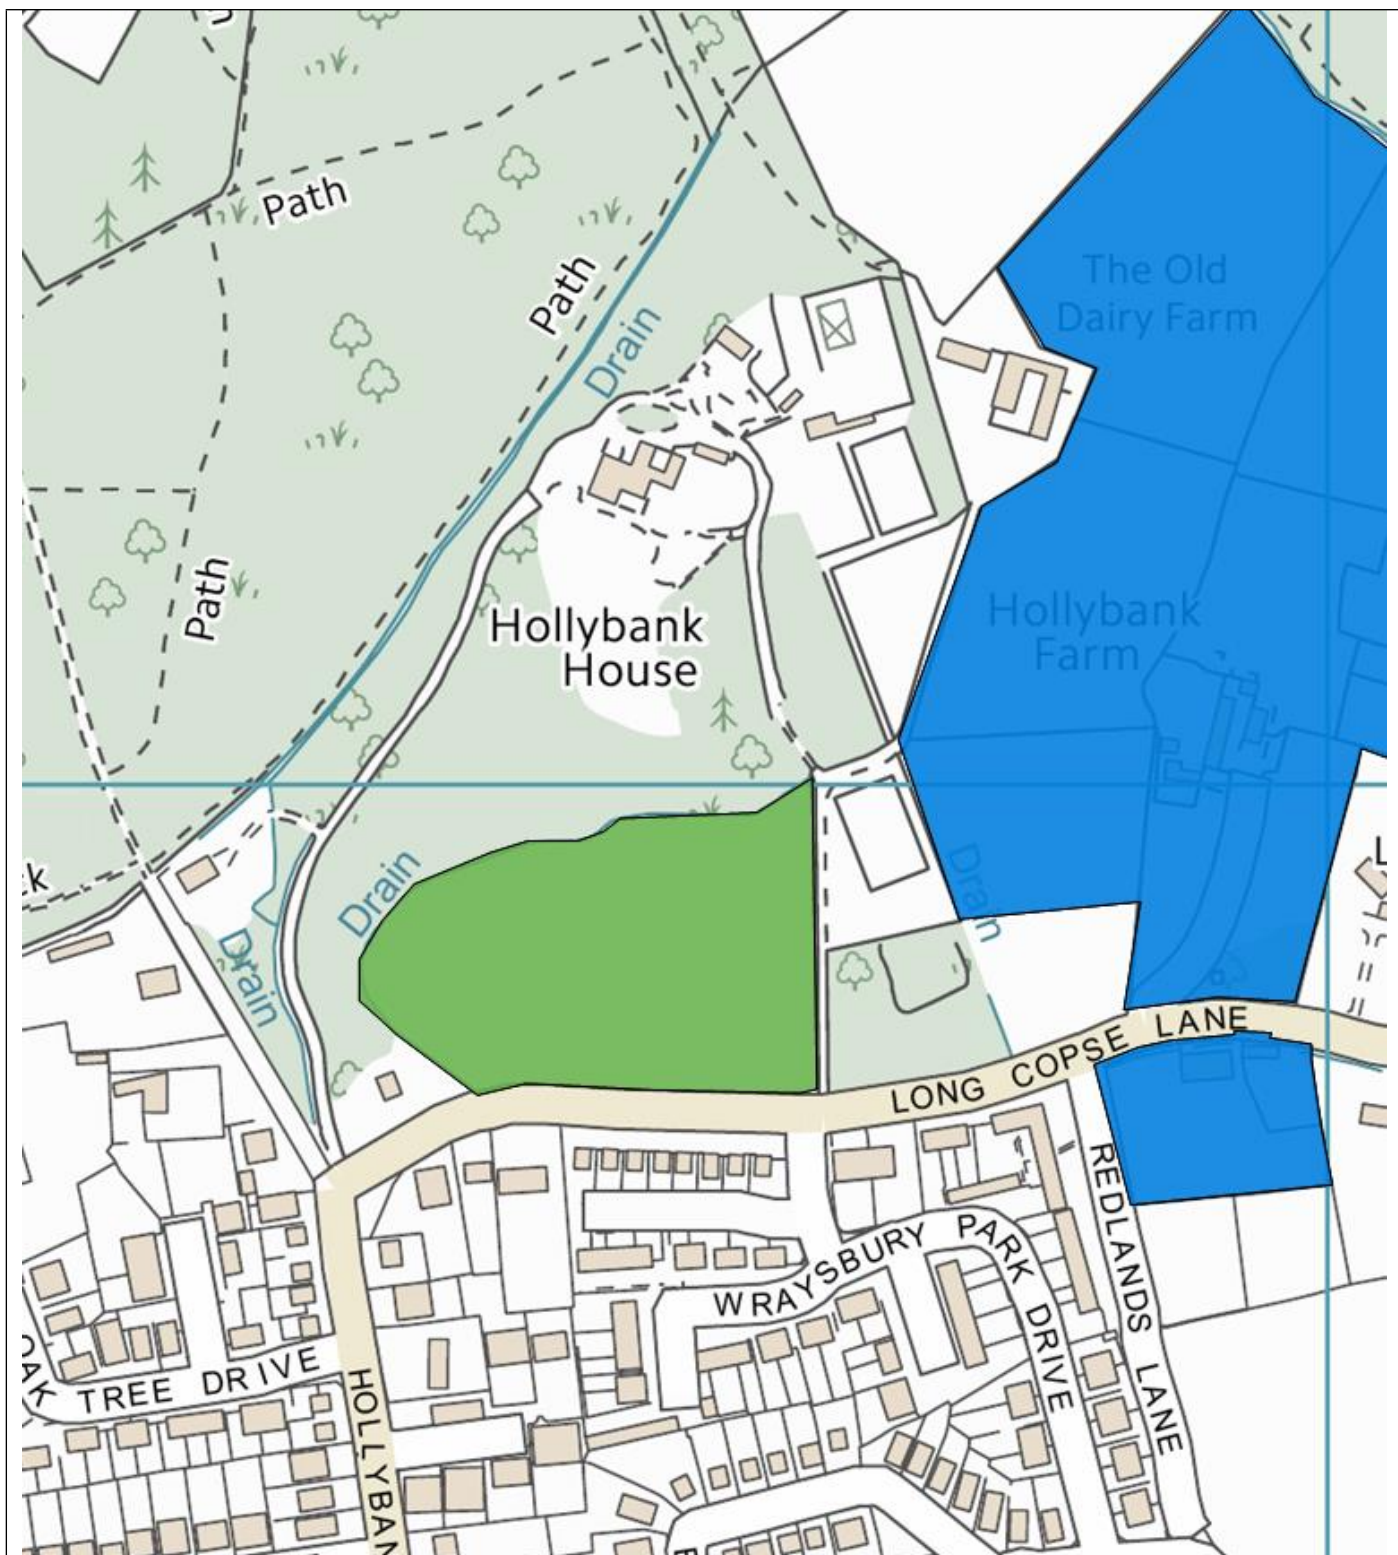 Path
Path
Drain
The Old
Dairy Farm
Path
Hollybank
House
Hollybank
Farm
Drain
Drain
Drain
LONG COPSE LANE
WRAYSBURY PARK DRIVE
REDLANDS LANE
OAK TREE DRIVE
HOLLYBAN